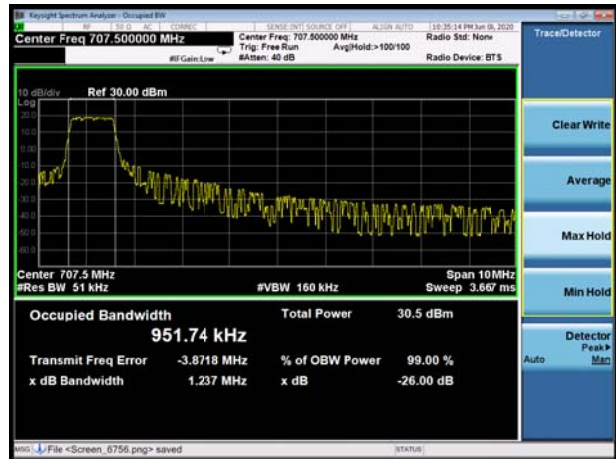 Keysight Spectrum Analyzer - Occupied BW
RF 50 Ω AC CORREC SENSE:INT SOURCE OFF ALIGN AUTO 10:35:14 PM Jun 09, 2020
Center Freq 707.500000 MHz Center Freq: 707.500000 MHz Radio Std: None Trace/Detector
Trig: Free Run Avg|Hold:>100/100
#IFGain:Low #Atten: 40 dB Radio Device: BTS
10 dB/div Ref 30.00 dBm
Log
20.0
10.0
0.00
-10.0
-20.0
-30.0
-40.0
-50.0
-60.0
Clear Write
Average
Max Hold
Min Hold
Center 707.5 MHz Span 10 MHz
#Res BW 51 kHz #VBW 160 kHz Sweep 3.667 ms
Occupied Bandwidth Total Power 30.5 dBm
951.74 kHz
Transmit Freq Error -3.8718 MHz % of OBW Power 99.00 %
x dB Bandwidth 1.237 MHz x dB -26.00 dB
Detector
Peak►
Auto Man
MSG File <Screen_6756.png> saved STATUS